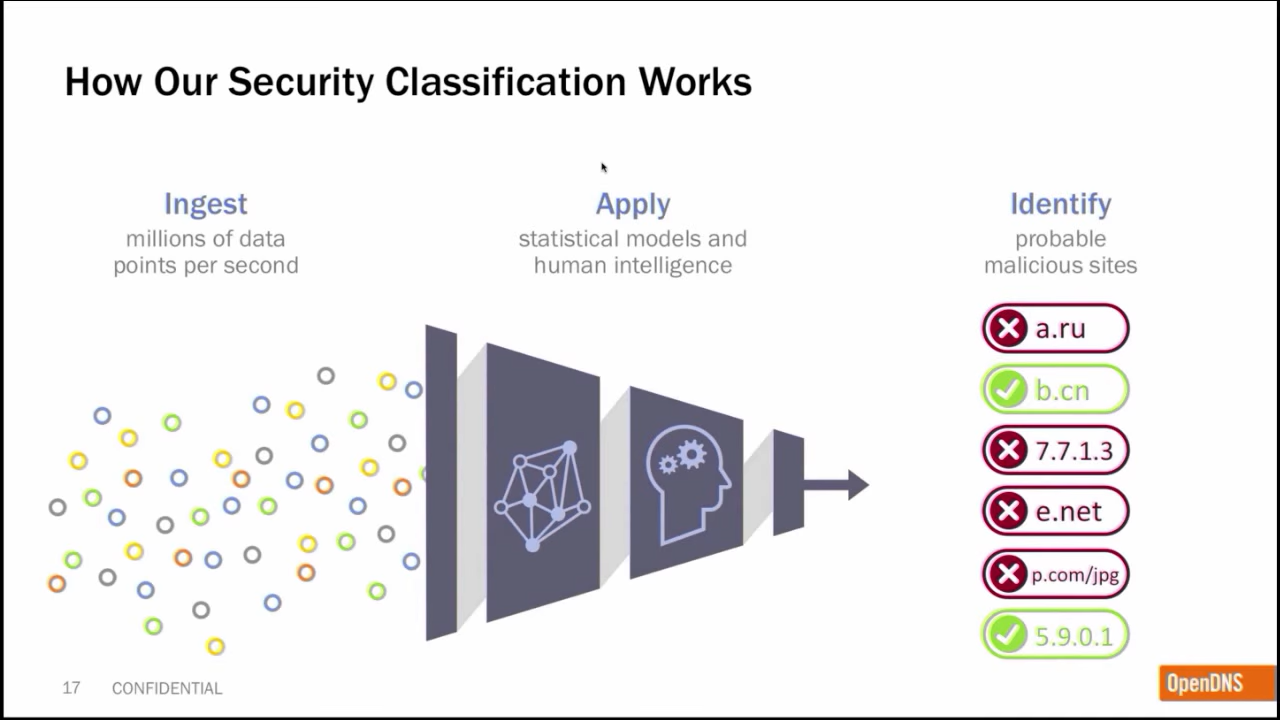 How Our Security Classification Works
Ingest
millions of data
points per second
Apply
statistical models and
human intelligence
Identify
probable
malicious sites
a.ru
b.cn
7.7.1.3
e.net
p.com/jpg
5.9.0.1
17 CONFIDENTIAL
OpenDNS